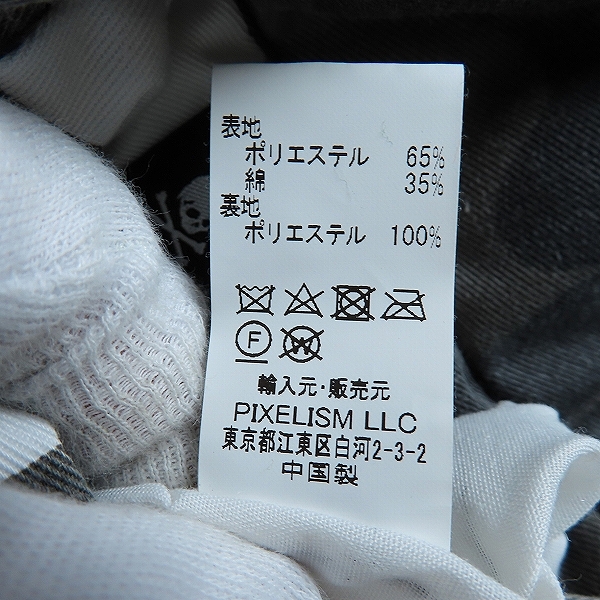 表地
ポリエステル 65%
綿 35%
裏地
ポリエステル 100%
F W
輸入元・販売元
PIXELISM LLC
東京都江東区白河2-3-2
中国製